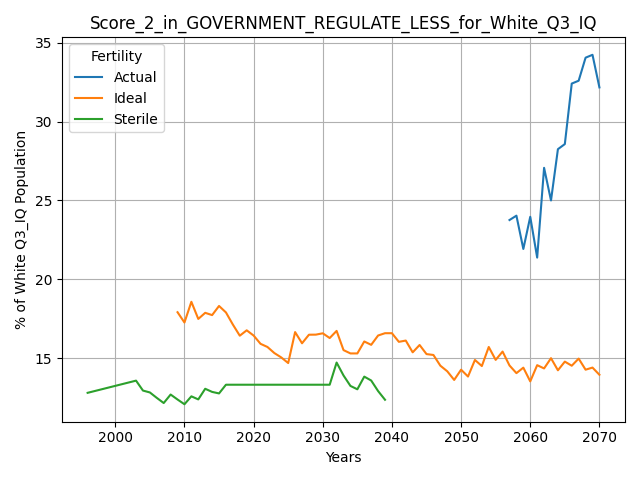 Score_2_in_GOVERNMENT_REGULATE_LESS_for_White_Q3_IQ
Fertility
Actual
Ideal
Sterile
% of White Q3_IQ Population
35
30
25
20
15
2000
2010
2020
2030
2040
2050
2060
2070
Years